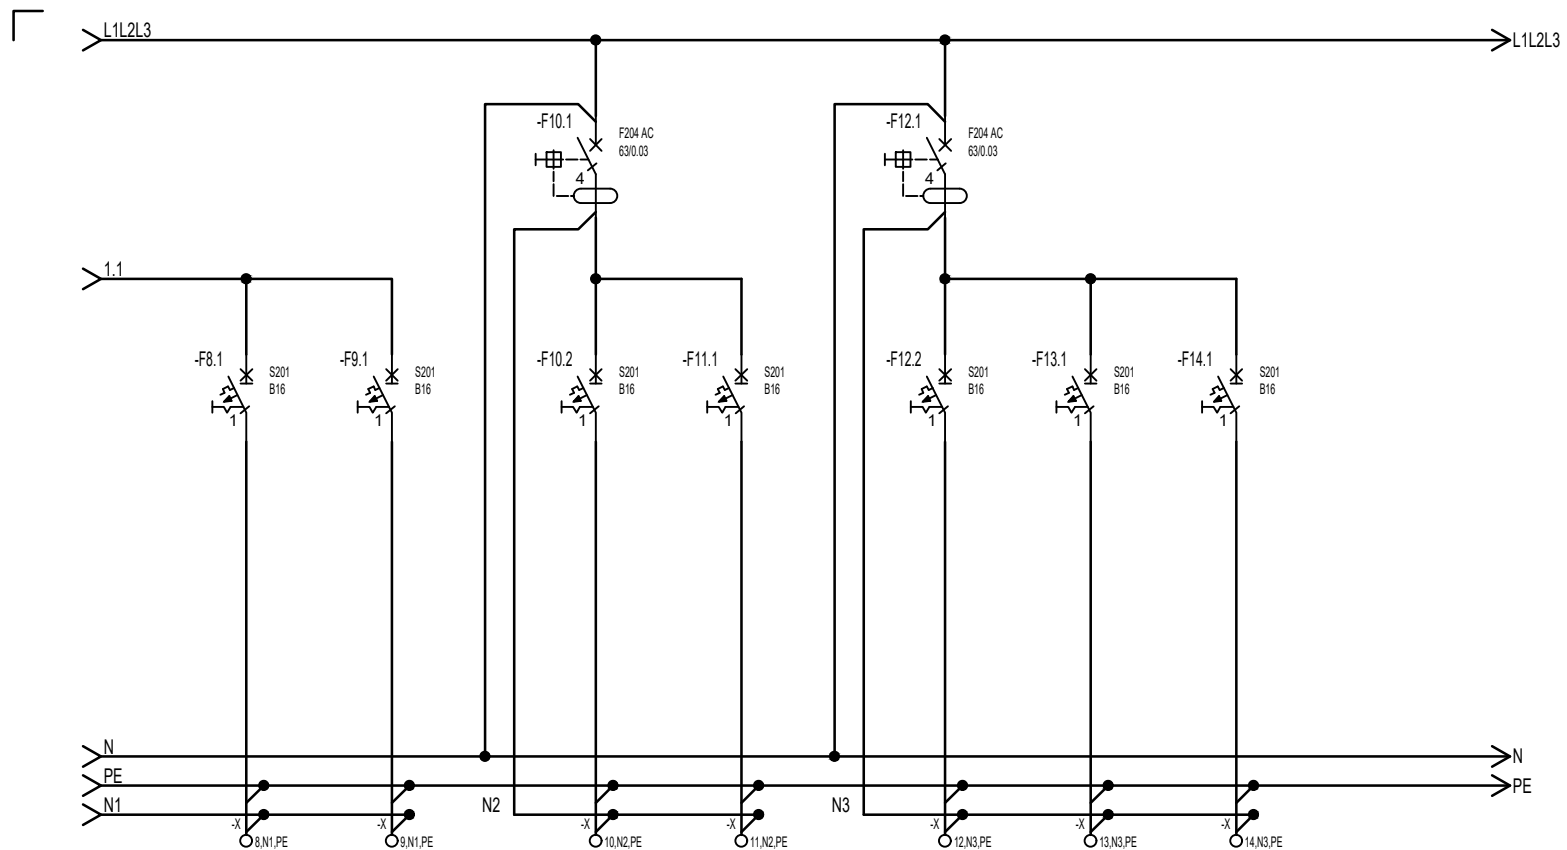 L1L2L3
L1L2L3
-F10.1
F204 AC
63/0.03
4
-F12.1
F204 AC
63/0.03
4
1.1
-F8.1
S201
B16
1
-F9.1
S201
B16
1
-F10.2
S201
B16
1
-F11.1
S201
B16
1
-F12.2
S201
B16
1
-F13.1
S201
B16
1
-F14.1
S201
B16
1
N
N
PE
PE
N1
N2
N3
-X
8,N1,PE
-X
9,N1,PE
-X
10,N2,PE
-X
11,N2,PE
-X
12,N3,PE
-X
13,N3,PE
-X
14,N3,PE